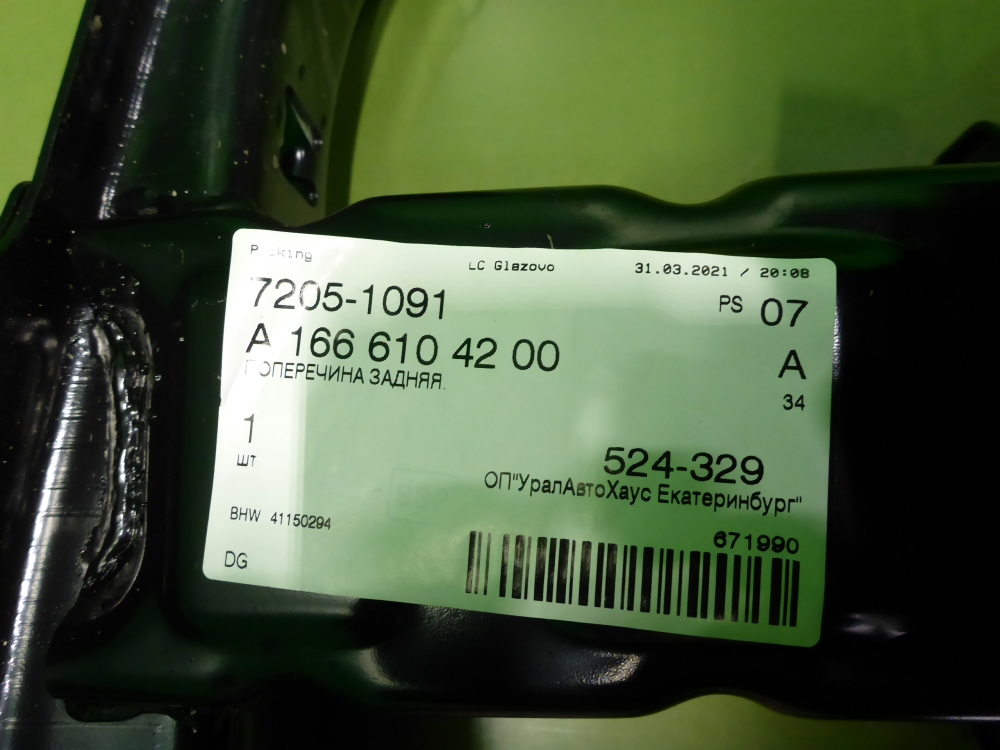 LC Glazovo 31.03.2021 / 20:08
7205-1091 PS 07
A 166 610 42 00 A
ПОПЕРЕЧИНА ЗАДНЯЯ. 34
1
шт
524-329
ОП"УралАвтоХаус Екатеринбург"
BHW 41150294
671990
DG